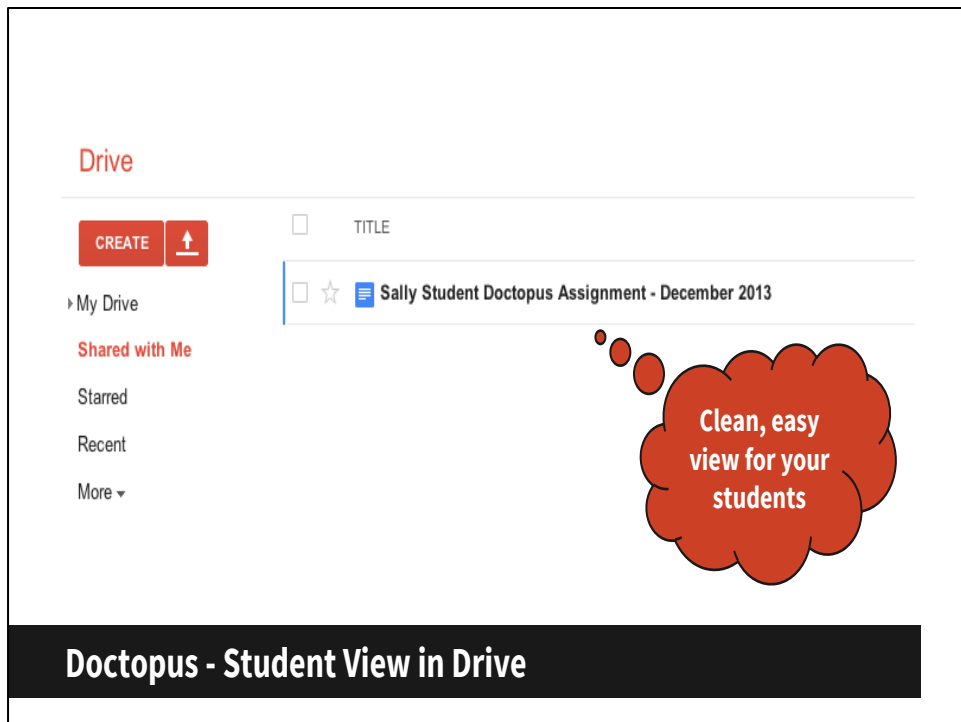 Drive
CREATE
TITLE
Sally Student Doctopus Assignment - December 2013
My Drive
Shared with Me
Starred
Recent
More
Clean, easy
view for your
students
Doctopus - Student View in Drive